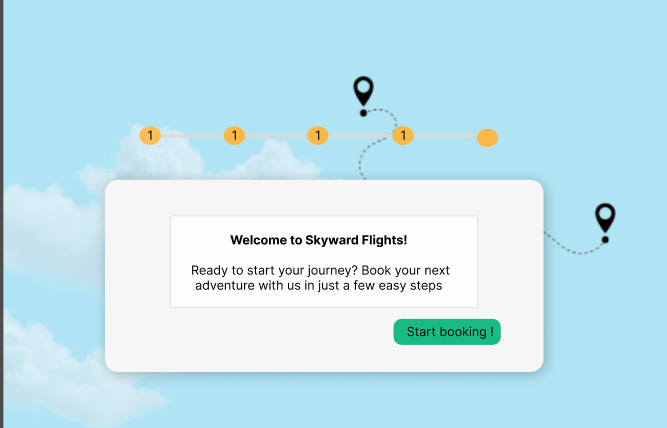 1 1 1 1
Welcome to Skyward Flights!
Ready to start your journey? Book your next
adventure with us in just a few easy steps
Start booking !